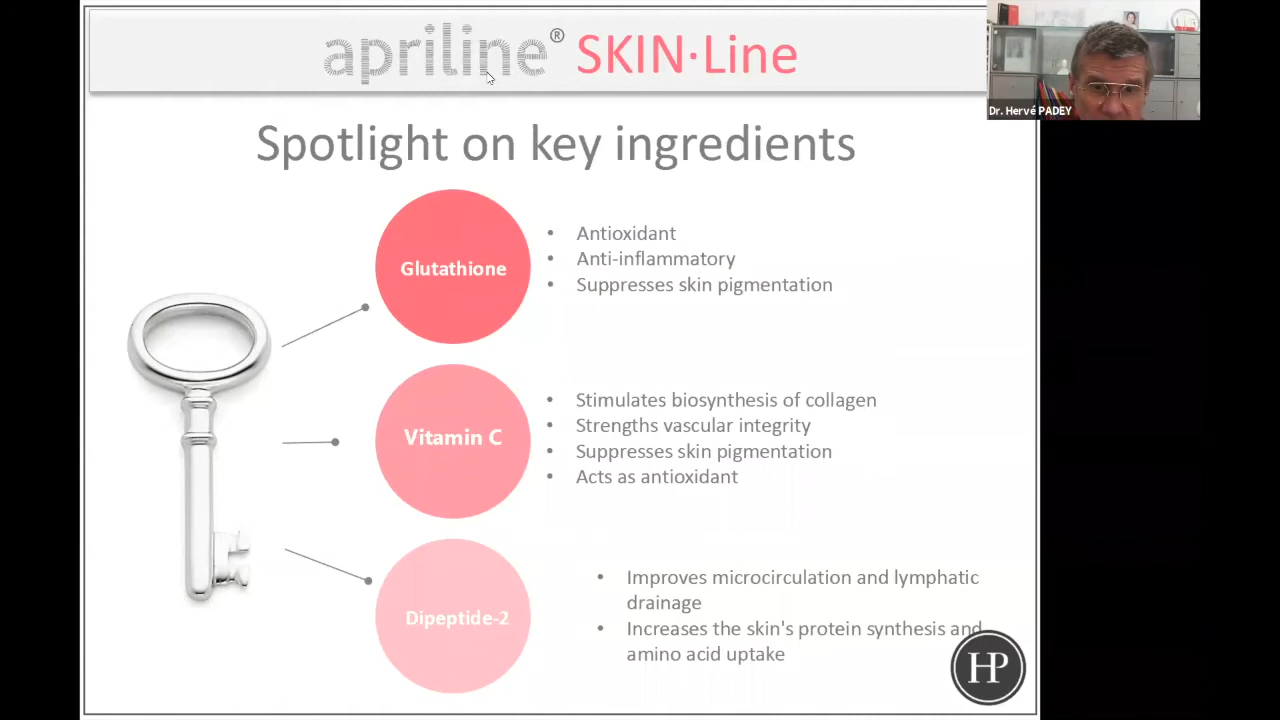 apriline® SKIN·Line
Dr. Hervé PADEY
Spotlight on key ingredients
Glutathione
• Antioxidant
• Anti-inflammatory
• Suppresses skin pigmentation
Vitamin C
• Stimulates biosynthesis of collagen
• Strengths vascular integrity
• Suppresses skin pigmentation
• Acts as antioxidant
Dipeptide-2
• Improves microcirculation and lymphatic
drainage
• Increases the skin's protein synthesis and
amino acid uptake
HP